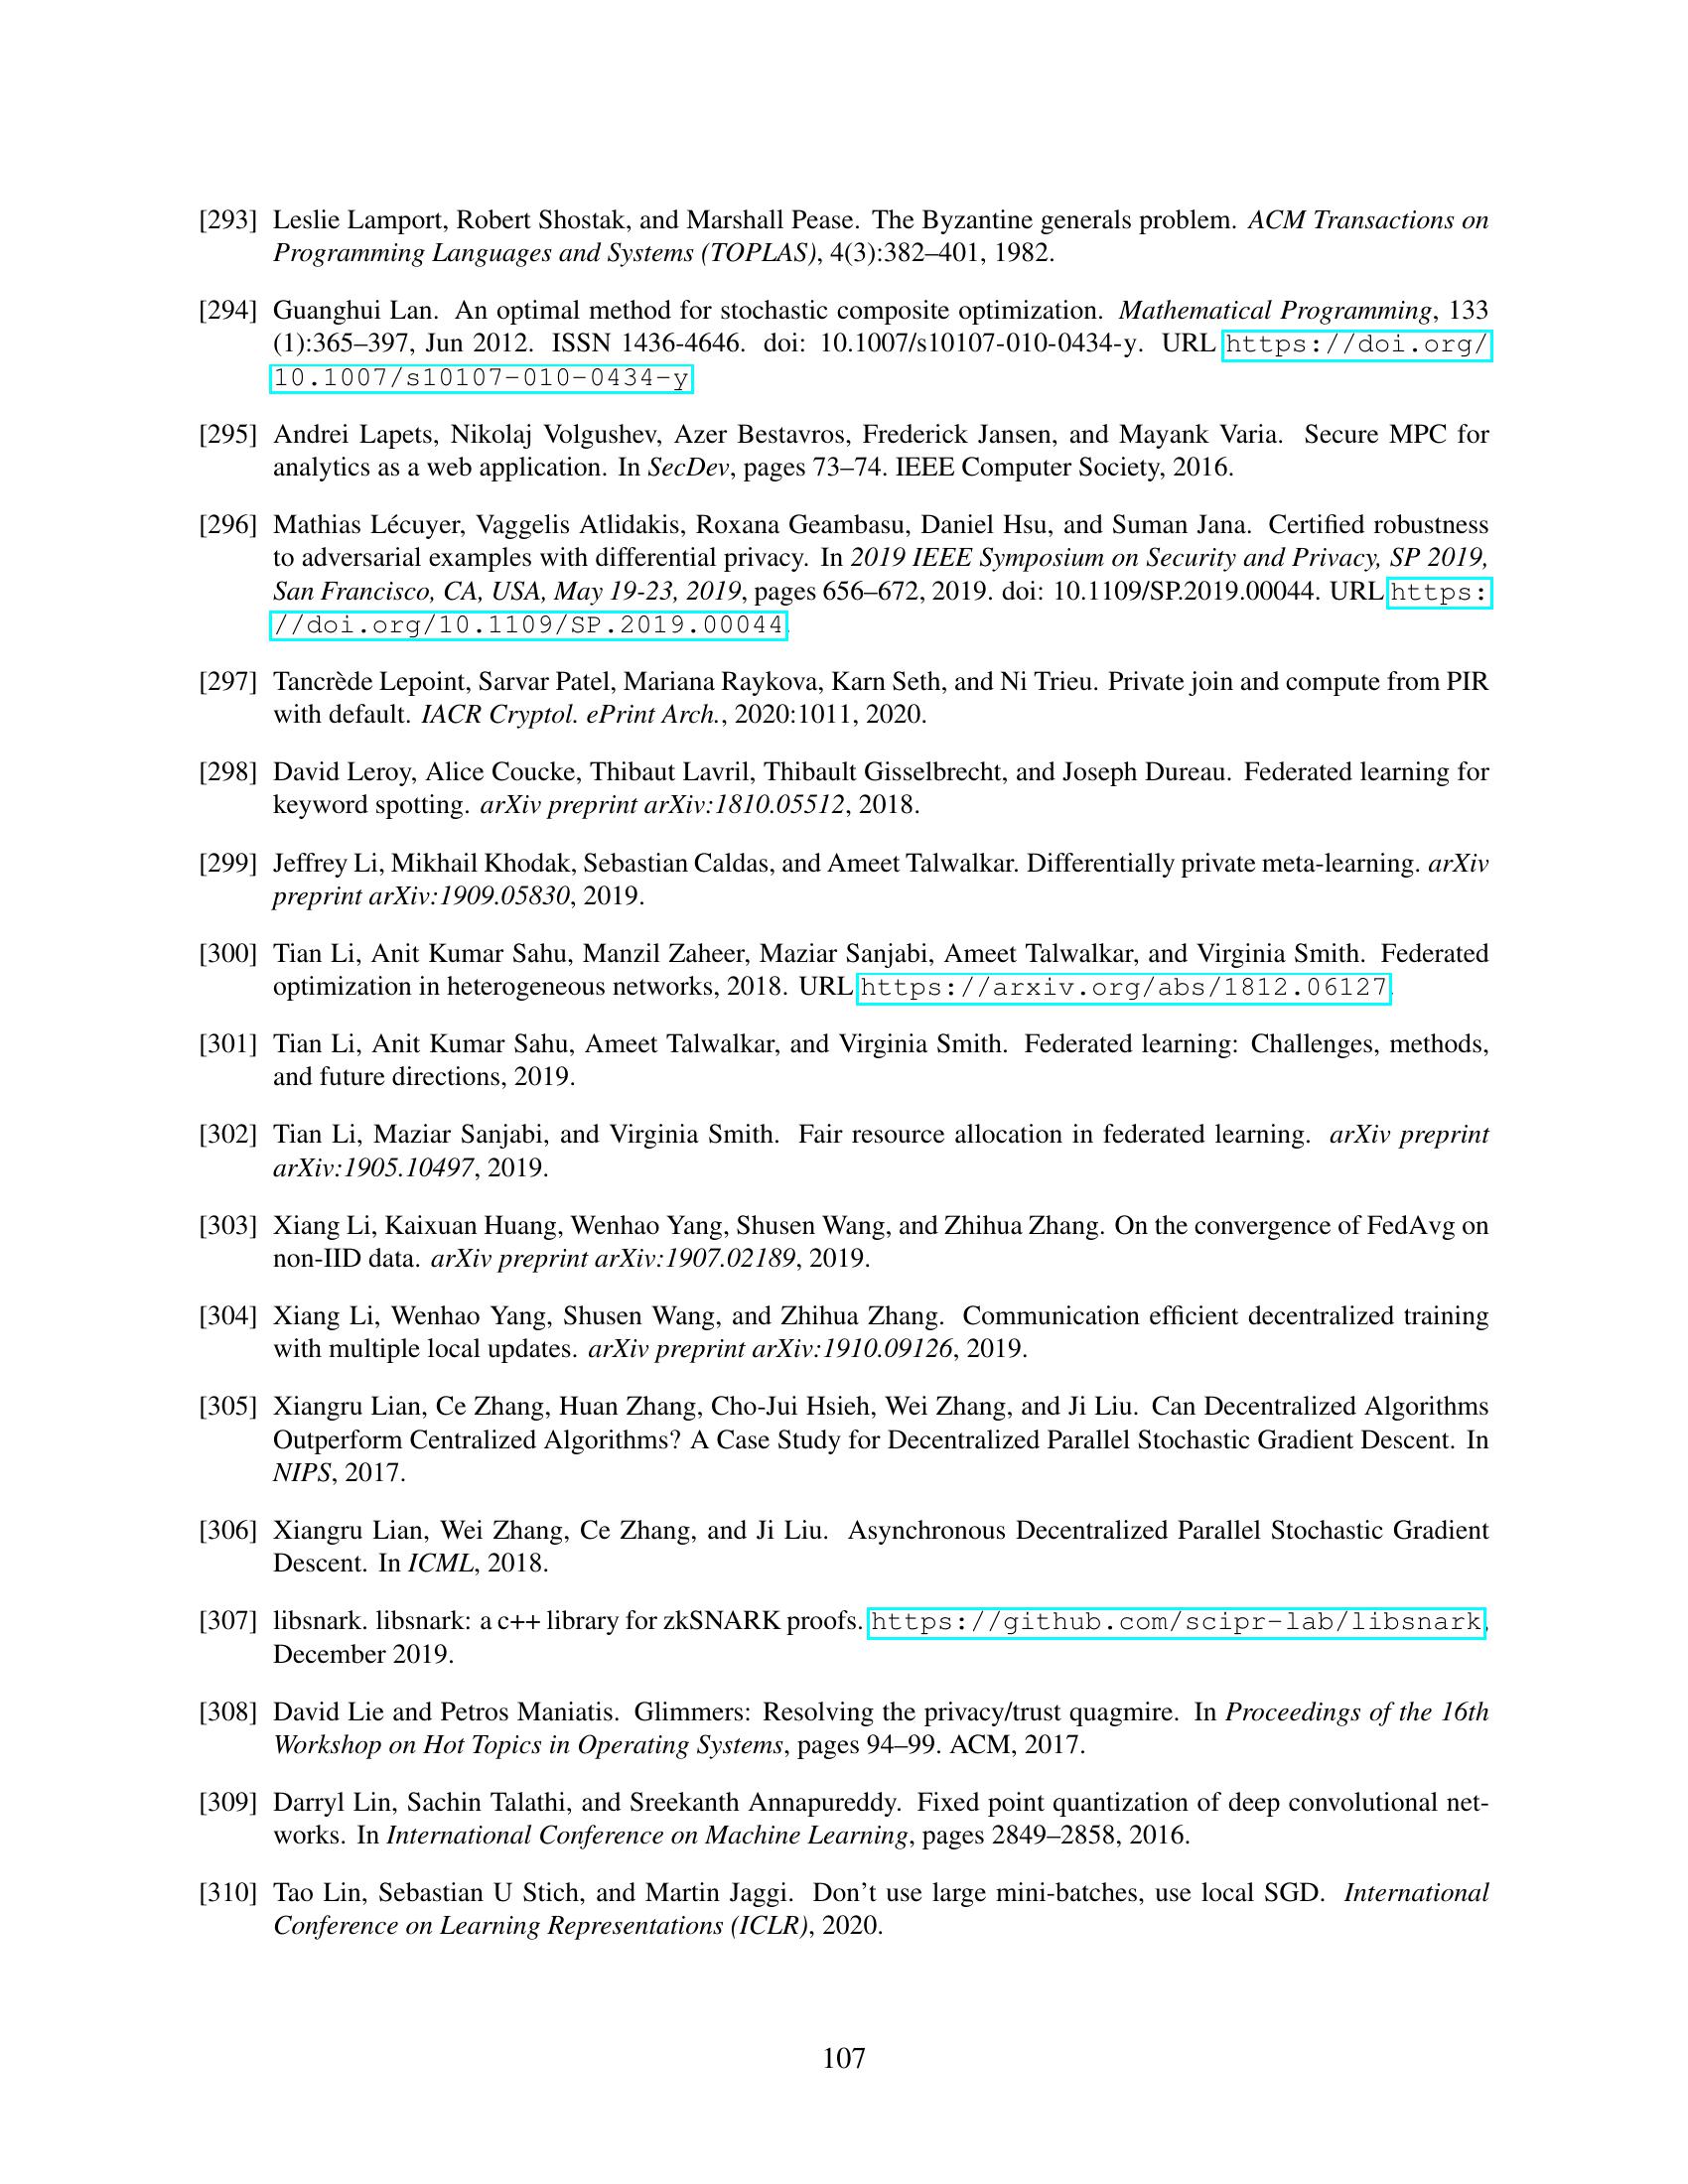 [293] Leslie Lamport, Robert Shostak, and Marshall Pease. The Byzantine generals problem. ACM Transactions on
Programming Languages and Systems (TOPLAS), 4(3):382–401, 1982.
[294] Guanghui Lan. An optimal method for stochastic composite optimization. Mathematical Programming, 133
(1):365–397, Jun 2012. ISSN 1436-4646. doi: 10.1007/s10107-010-0434-y. URL https://doi.org/
10.1007/s10107-010-0434-y
[295] Andrei Lapets, Nikolaj Volgushev, Azer Bestavros, Frederick Jansen, and Mayank Varia. Secure MPC for
analytics as a web application. In SecDev, pages 73–74. IEEE Computer Society, 2016.
[296] Mathias Lécuyer, Vaggelis Atlidakis, Roxana Geambasu, Daniel Hsu, and Suman Jana. Certified robustness
to adversarial examples with differential privacy. In 2019 IEEE Symposium on Security and Privacy, SP 2019,
San Francisco, CA, USA, May 19-23, 2019, pages 656–672, 2019. doi: 10.1109/SP.2019.00044. URL https:
//doi.org/10.1109/SP.2019.00044.
[297] Tancrède Lepoint, Sarvar Patel, Mariana Raykova, Karn Seth, and Ni Trieu. Private join and compute from PIR
with default. IACR Cryptol. ePrint Arch., 2020:1011, 2020.
[298] David Leroy, Alice Coucke, Thibaut Lavril, Thibault Gisselbrecht, and Joseph Dureau. Federated learning for
keyword spotting. arXiv preprint arXiv:1810.05512, 2018.
[299] Jeffrey Li, Mikhail Khodak, Sebastian Caldas, and Ameet Talwalkar. Differentially private meta-learning. arXiv
preprint arXiv:1909.05830, 2019.
[300] Tian Li, Anit Kumar Sahu, Manzil Zaheer, Maziar Sanjabi, Ameet Talwalkar, and Virginia Smith. Federated
optimization in heterogeneous networks, 2018. URL https://arxiv.org/abs/1812.06127.
[301] Tian Li, Anit Kumar Sahu, Ameet Talwalkar, and Virginia Smith. Federated learning: Challenges, methods,
and future directions, 2019.
[302] Tian Li, Maziar Sanjabi, and Virginia Smith. Fair resource allocation in federated learning. arXiv preprint
arXiv:1905.10497, 2019.
[303] Xiang Li, Kaixuan Huang, Wenhao Yang, Shusen Wang, and Zhihua Zhang. On the convergence of FedAvg on
non-IID data. arXiv preprint arXiv:1907.02189, 2019.
[304] Xiang Li, Wenhao Yang, Shusen Wang, and Zhihua Zhang. Communication efficient decentralized training
with multiple local updates. arXiv preprint arXiv:1910.09126, 2019.
[305] Xiangru Lian, Ce Zhang, Huan Zhang, Cho-Jui Hsieh, Wei Zhang, and Ji Liu. Can Decentralized Algorithms
Outperform Centralized Algorithms? A Case Study for Decentralized Parallel Stochastic Gradient Descent. In
NIPS, 2017.
[306] Xiangru Lian, Wei Zhang, Ce Zhang, and Ji Liu. Asynchronous Decentralized Parallel Stochastic Gradient
Descent. In ICML, 2018.
[307] libsnark. libsnark: a c++ library for zkSNARK proofs. https://github.com/scipr-lab/libsnark,
December 2019.
[308] David Lie and Petros Maniatis. Glimmers: Resolving the privacy/trust quagmire. In Proceedings of the 16th
Workshop on Hot Topics in Operating Systems, pages 94–99. ACM, 2017.
[309] Darryl Lin, Sachin Talathi, and Sreekanth Annapureddy. Fixed point quantization of deep convolutional net-
works. In International Conference on Machine Learning, pages 2849–2858, 2016.
[310] Tao Lin, Sebastian U Stich, and Martin Jaggi. Don't use large mini-batches, use local SGD. International
Conference on Learning Representations (ICLR), 2020.
107